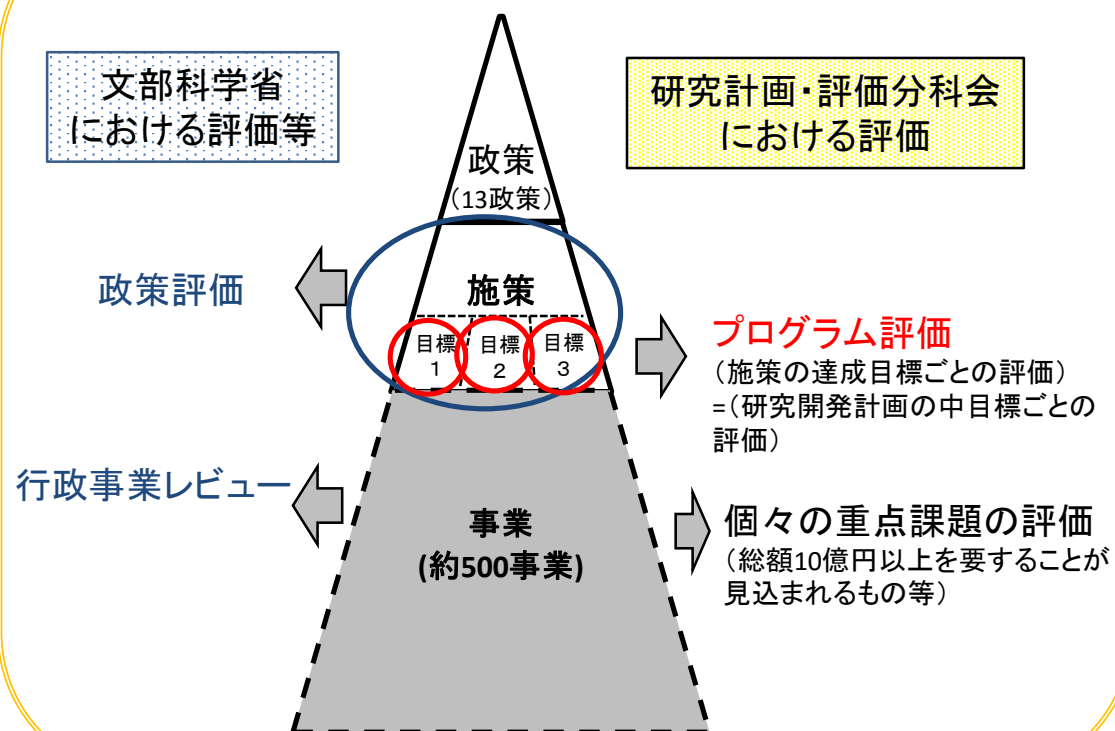 文部科学省
における評価等
研究計画・評価分科会
における評価
政策
（13政策）
政策評価
施策
目標
1
目標
2
目標
3
プログラム評価
（施策の達成目標ごとの評価）
=（研究開発計画の中目標ごとの
評価）
行政事業レビュー
事業
(約500事業)
個々の重点課題の評価
（総額10億円以上を要することが
見込まれるもの等）